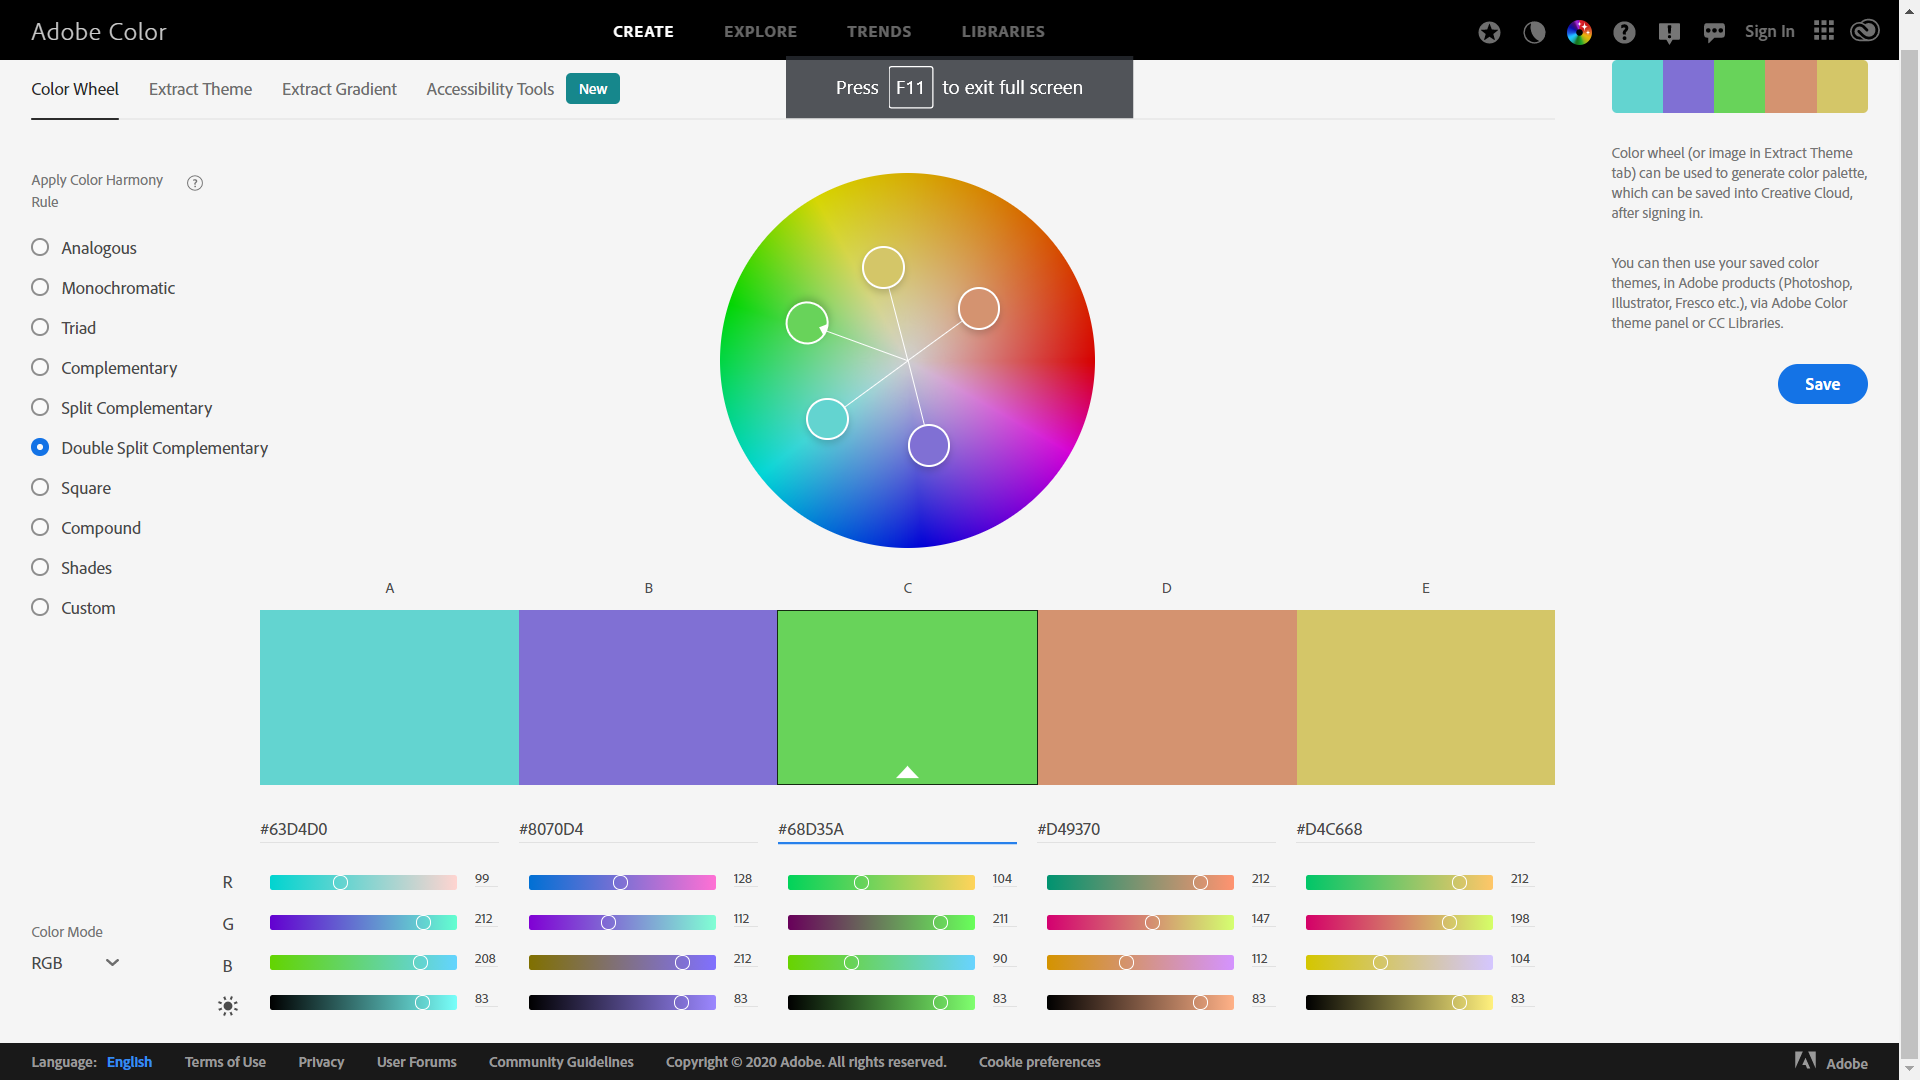 Adobe Color
CREATE EXPLORE TRENDS LIBRARIES
Sign In
Color Wheel Extract Theme Extract Gradient Accessibility Tools New
Press F11 to exit full screen
Color wheel (or image in Extract Theme
tab) can be used to generate color palette,
which can be saved into Creative Cloud,
after signing in.
You can then use your saved color
themes, in Adobe products (Photoshop,
Illustrator, Fresco etc.), via Adobe Color
theme panel or CC Libraries.
Save
Apply Color Harmony
Rule
?
Analogous
Monochromatic
Triad
Complementary
Split Complementary
Double Split Complementary
Square
Compound
Shades
Custom
A B C D E
#63D4D0 #8070D4 #68D35A #D49370 #D4C668
R 99 128 104 212 212
G 212 112 211 147 198
B 208 212 90 112 104
83 83 83 83 83
Color Mode
RGB
Language: English Terms of Use Privacy User Forums Community Guidelines Copyright © 2020 Adobe. All rights reserved. Cookie preferences
Adobe